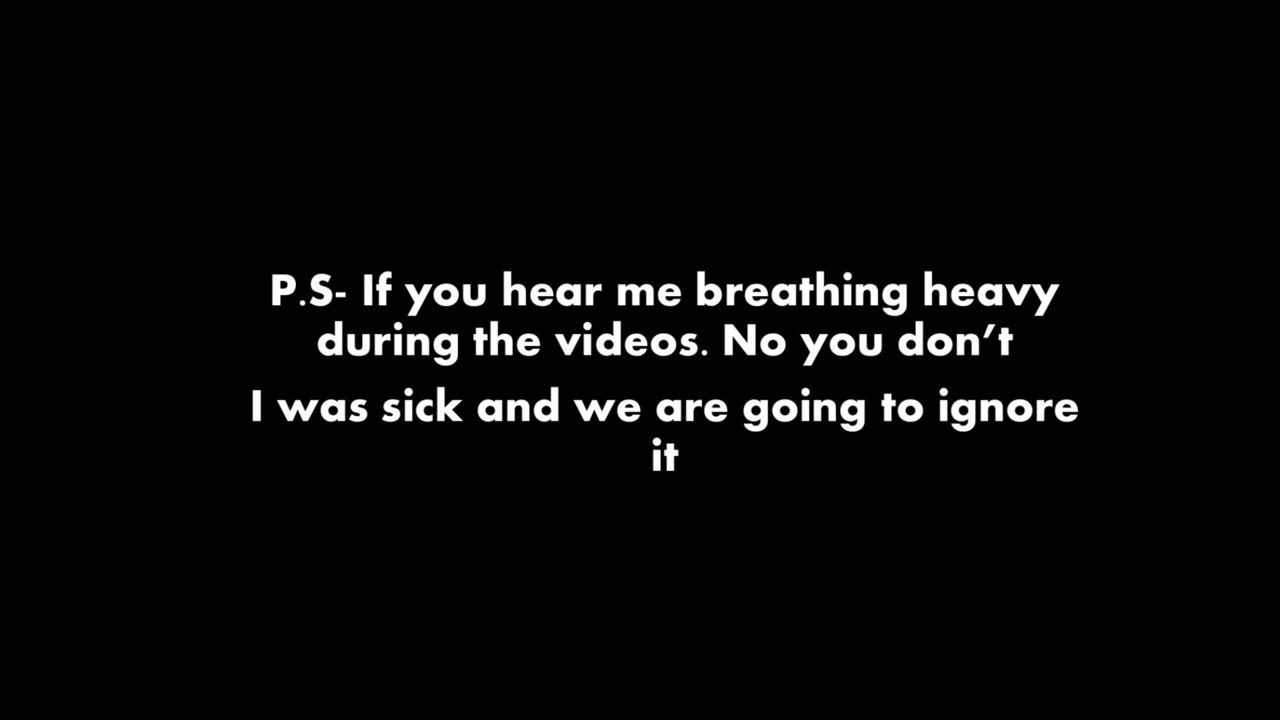 P.S- If you hear me breathing heavy
during the videos. No you don’t
I was sick and we are going to ignore
it